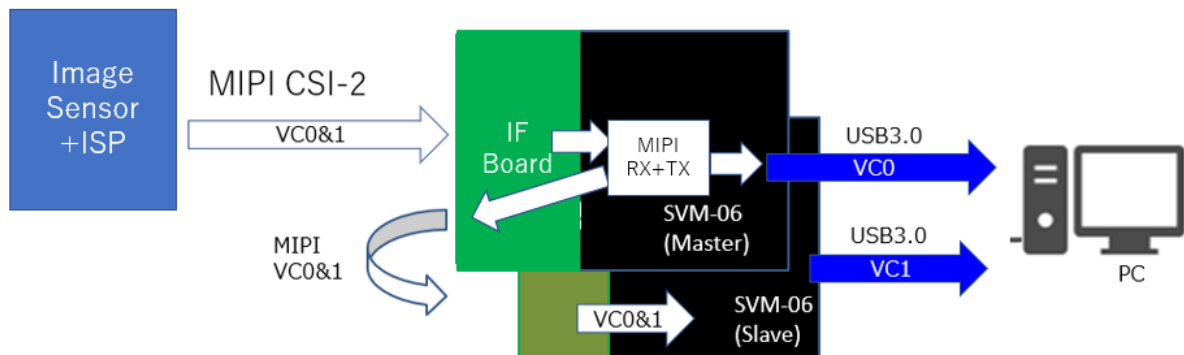 Image
Sensor
+ISP
MIPI CSI-2
VC0&1
IF
Board
MIPI
RX+TX
SVM-06
(Master)
USB3.0
VC0
USB3.0
VC1
PC
MIPI
VC0&1
VC0&1
SVM-06
(Slave)